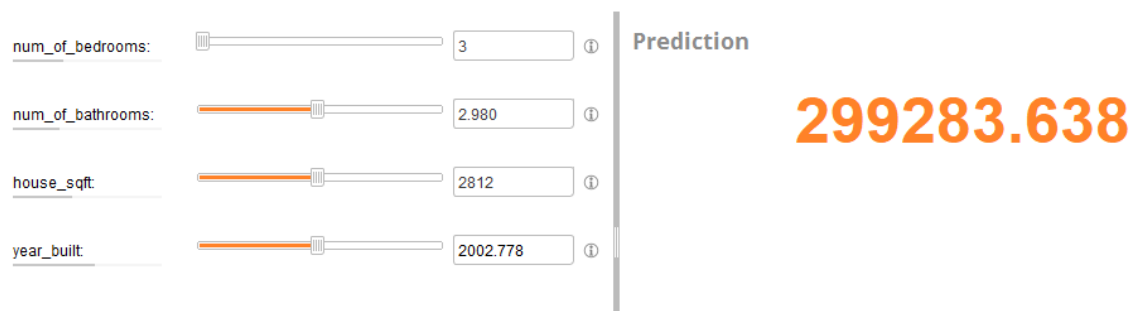 num_of_bedrooms: 3
num_of_bathrooms: 2.980
house_sqft: 2812
year_built: 2002.778
Prediction
299283.638